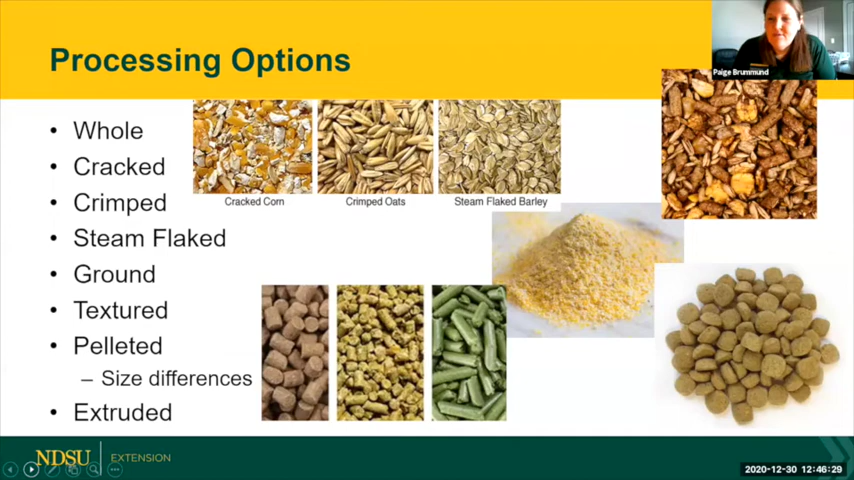 Processing Options
Paige Brummund
• Whole
• Cracked
• Crimped
• Steam Flaked
• Ground
• Textured
• Pelleted
– Size differences
• Extruded
Cracked Corn
Crimped Oats
Steam Flaked Barley
NDSU EXTENSION
2020-12-30 12:46:29